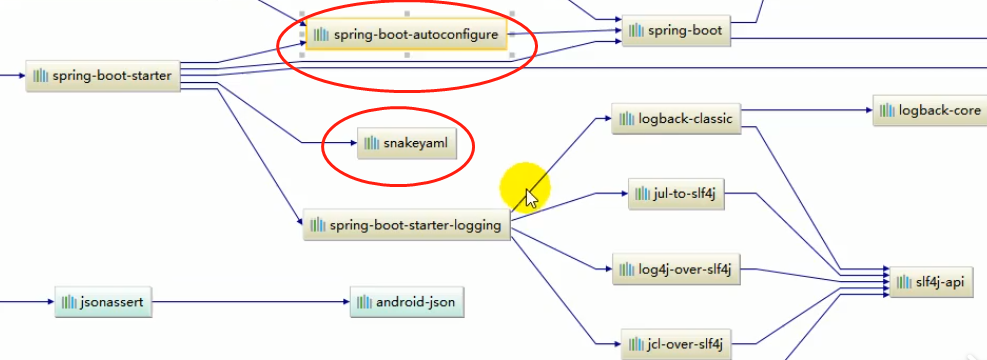 spring-boot-autoconfigure
spring-boot
spring-boot-starter
logback-classic
logback-core
snakeyaml
jul-to-slf4j
spring-boot-starter-logging
log4j-over-slf4j
slf4j-api
jsonassert
android-json
jcl-over-slf4j